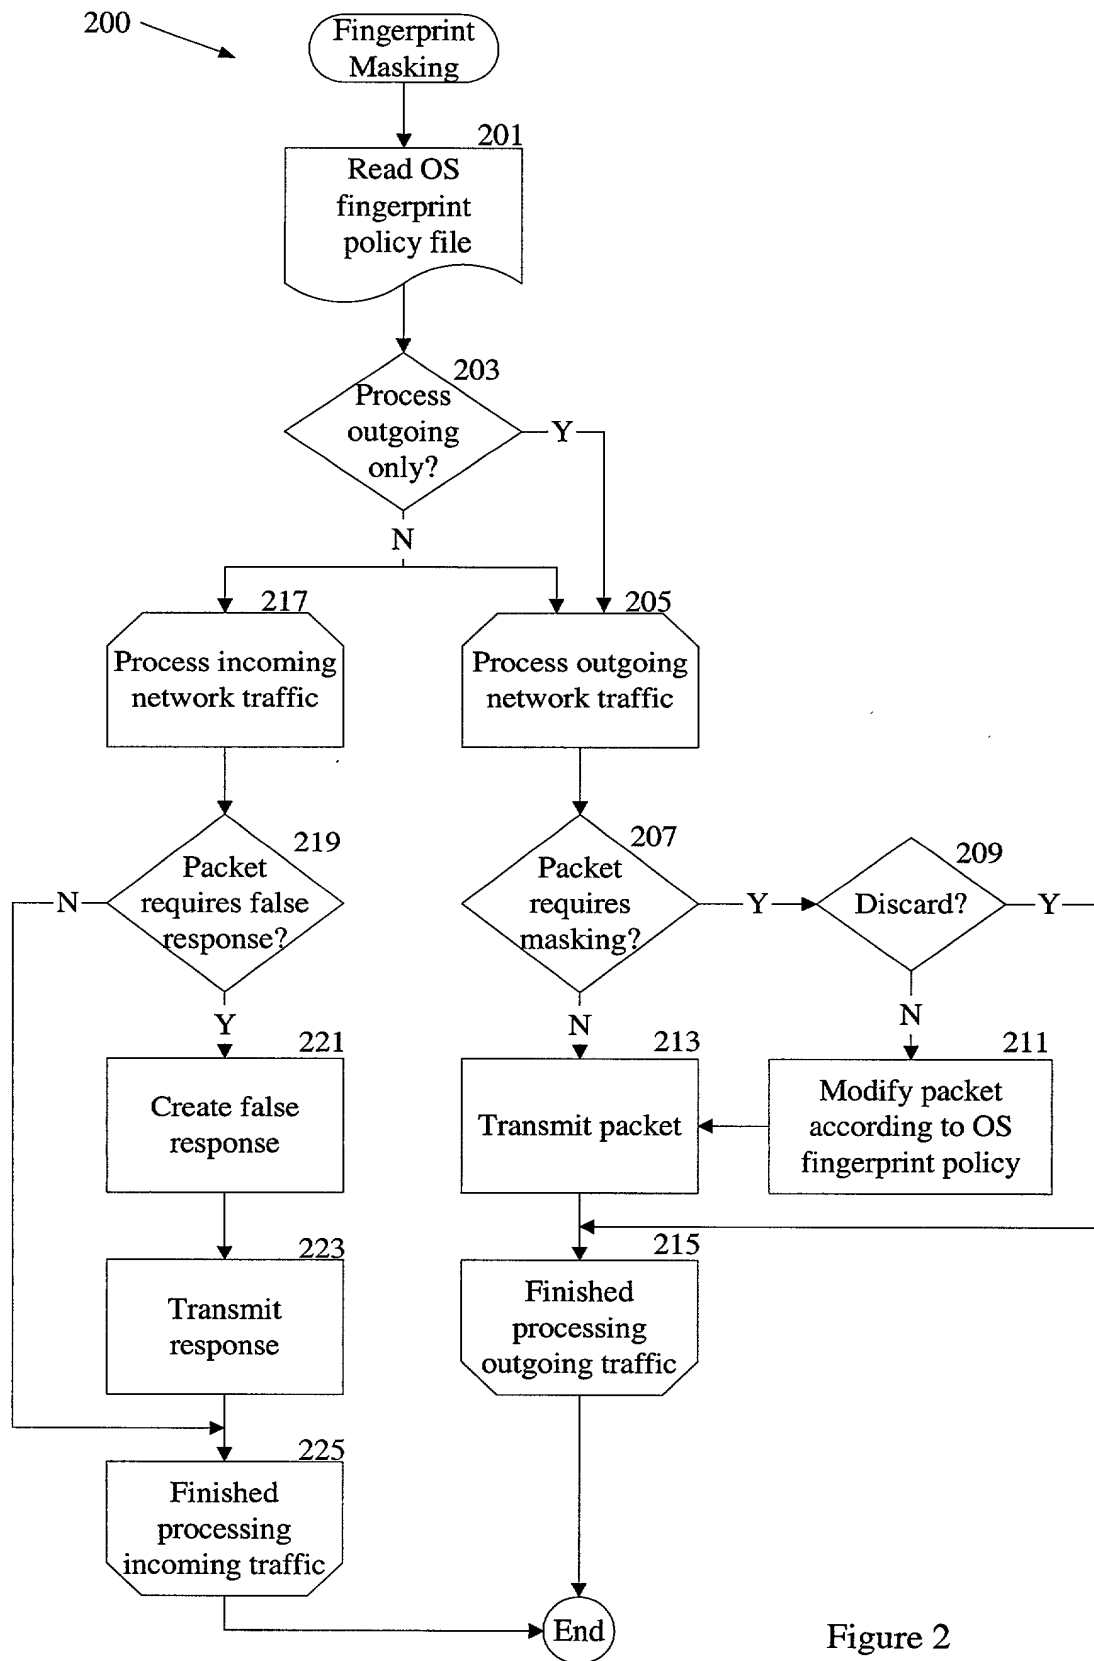 200
Fingerprint
Masking
201
Read OS
fingerprint
policy file
203
Process
outgoing
only?
Y
N
217
Process incoming
network traffic
205
Process outgoing
network traffic
219
Packet
requires false
response?
N
Y
207
Packet
requires
masking?
Y
N
209
Discard?
Y
N
221
Create false
response
213
Transmit packet
211
Modify packet
according to OS
fingerprint policy
223
Transmit
response
215
Finished
processing
outgoing traffic
225
Finished
processing
incoming traffic
End
Figure 2